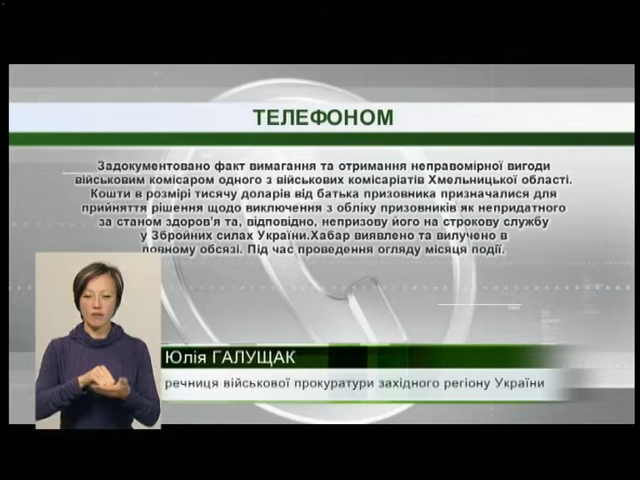 ТЕЛЕФОНОМ
Задокументовано факт вимагання та отримання неправомірної вигоди
військовим комісаром одного з військових комісаріатів Хмельницької області.
Кошти в розмірі тисячу доларів від батька призовника призначалися для
прийняття рішення щодо виключення з обліку призовників як непридатного
за станом здоров'я та, відповідно, непризову його на строкову службу
у Збройних силах України.Хабар виявлено та вилучено в
повному обсязі. Під час проведення огляду місяця події.
Юлія ГАЛУЩАК
речниця військової прокуратури західного регіону України